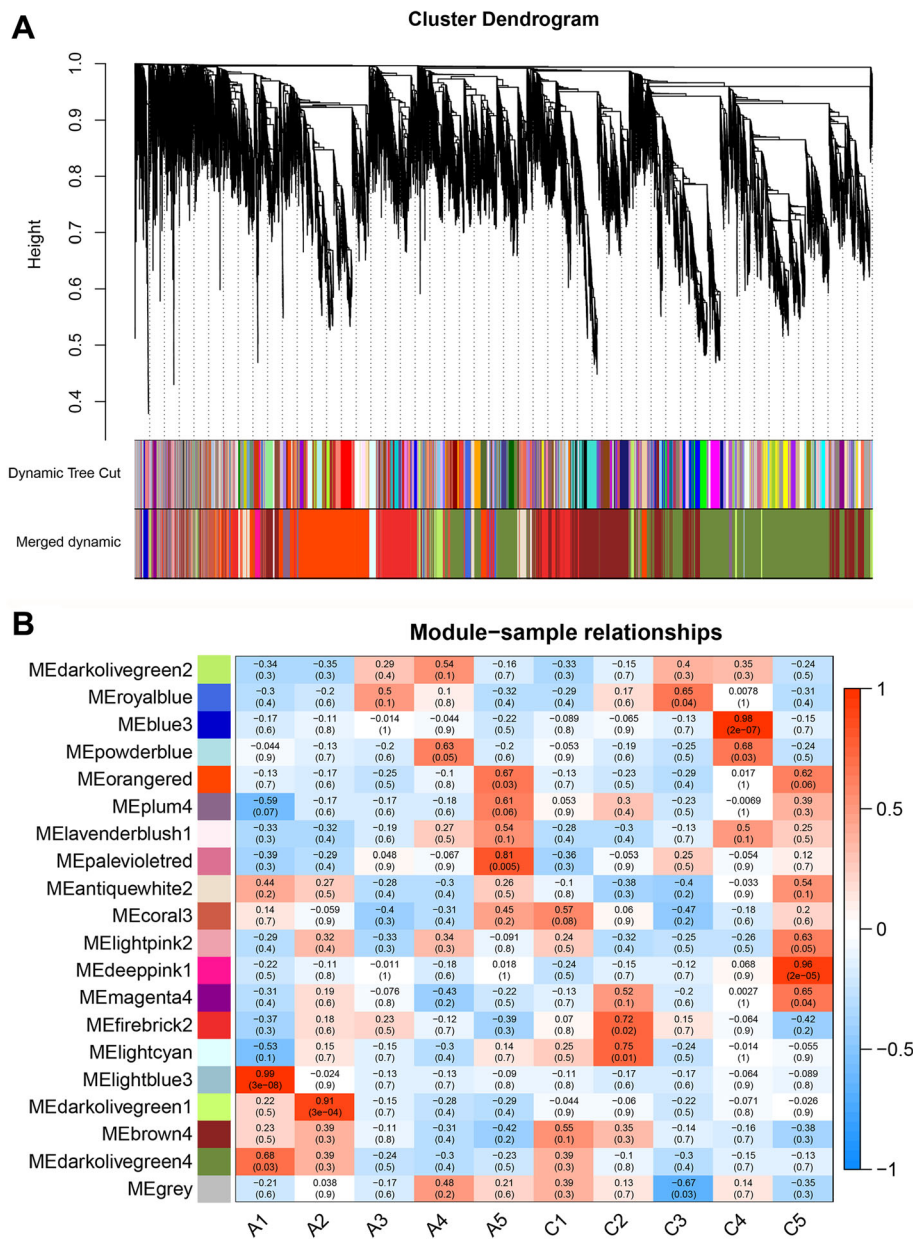 A
Cluster Dendrogram
Height
1.0
0.9
0.8
0.7
0.6
0.5
0.4
Dynamic Tree Cut
Merged dynamic
B
Module−sample relationships
MEdarkolivegreen2 −0.34 −0.35 0.29 0.54 −0.16 −0.33 −0.15 0.4 0.35 −0.24
(0.3) (0.3) (0.4) (0.1) (0.7) (0.3) (0.7) (0.3) (0.3) (0.5)
MEroyalblue −0.3 −0.2 0.5 0.1 −0.32 −0.29 0.17 0.65 0.0078 −0.31
(0.4) (0.6) (0.1) (0.8) (0.4) (0.4) (0.6) (0.04) (1) (0.4)
MEblue3 −0.17 −0.11 −0.014 −0.044 −0.22 −0.089 −0.065 −0.13 0.98 −0.15
(0.6) (0.8) (1) (0.9) (0.5) (0.8) (0.9) (0.7) (2e−07) (0.7)
MEpowderblue −0.044 −0.13 −0.2 0.63 −0.2 −0.053 −0.19 −0.25 0.68 −0.24
(0.9) (0.7) (0.6) (0.05) (0.6) (0.9) (0.6) (0.5) (0.03) (0.5)
MEorangered −0.13 −0.17 −0.25 −0.1 0.67 −0.13 −0.23 −0.29 0.017 0.62
(0.7) (0.6) (0.5) (0.8) (0.03) (0.7) (0.5) (0.4) (1) (0.06)
MEplum4 −0.59 −0.17 −0.17 −0.18 0.61 0.053 0.3 −0.23 −0.0069 0.39
(0.07) (0.6) (0.6) (0.6) (0.06) (0.9) (0.4) (0.5) (1) (0.3)
MElavenderblush1 −0.33 −0.32 −0.19 0.27 0.54 −0.28 −0.3 −0.13 0.5 0.25
(0.3) (0.4) (0.6) (0.5) (0.1) (0.4) (0.4) (0.7) (0.1) (0.5)
MEpalevioletred −0.39 −0.29 0.048 −0.067 0.81 −0.36 −0.053 0.25 −0.054 0.12
(0.3) (0.4) (0.9) (0.9) (0.005) (0.3) (0.9) (0.5) (0.9) (0.7)
MEantiquewhite2 0.44 0.27 −0.28 −0.3 0.26 −0.1 −0.38 −0.4 −0.033 0.54
(0.2) (0.5) (0.4) (0.4) (0.5) (0.8) (0.3) (0.2) (0.9) (0.1)
MEcoral3 0.14 −0.059 −0.4 −0.31 0.45 0.57 0.06 −0.47 −0.18 0.2
(0.7) (0.9) (0.3) (0.4) (0.2) (0.08) (0.9) (0.2) (0.6) (0.6)
MElightpink2 −0.29 0.32 −0.33 0.34 −0.091 0.24 −0.32 −0.25 −0.26 0.63
(0.4) (0.4) (0.3) (0.3) (0.8) (0.5) (0.4) (0.5) (0.5) (0.05)
MEdeeppink1 −0.22 −0.11 −0.011 −0.18 0.018 −0.24 −0.15 −0.12 0.068 0.96
(0.5) (0.8) (1) (0.6) (1) (0.5) (0.7) (0.7) (0.9) (2e−05)
MEmagenta4 −0.31 0.19 −0.076 −0.43 −0.22 −0.13 0.52 −0.2 0.0027 0.65
(0.4) (0.6) (0.8) (0.2) (0.5) (0.7) (0.1) (0.6) (1) (0.04)
MEfirebrick2 −0.37 0.18 0.23 −0.12 −0.39 0.07 0.72 0.15 −0.064 −0.42
(0.3) (0.6) (0.5) (0.7) (0.3) (0.8) (0.02) (0.7) (0.9) (0.2)
MElightcyan −0.53 0.15 −0.15 −0.3 0.14 0.25 0.75 −0.24 −0.014 −0.055
(0.1) (0.7) (0.7) (0.4) (0.7) (0.5) (0.01) (0.5) (1) (0.9)
MElightblue3 0.99 −0.024 −0.13 −0.13 −0.09 −0.11 −0.17 −0.17 −0.064 −0.089
(3e−08) (0.9) (0.7) (0.7) (0.8) (0.8) (0.6) (0.6) (0.9) (0.8)
MEdarkolivegreen1 0.22 0.91 −0.15 −0.28 −0.29 −0.044 −0.06 −0.22 −0.08 −0.026
(0.5) (3e−04) (0.7) (0.4) (0.4) (0.9) (0.9) (0.5) (0.8) (0.9)
MEbrown4 0.23 0.39 −0.11 −0.31 −0.42 0.55 0.35 −0.14 −0.16 −0.38
(0.5) (0.3) (0.8) (0.4) (0.2) (0.1) (0.3) (0.7) (0.7) (0.3)
MEdarkolivegreen4 0.68 0.39 −0.24 −0.3 −0.24 0.39 −0.1 −0.3 −0.15 −0.13
(0.03) (0.3) (0.5) (0.4) (0.5) (0.3) (0.8) (0.4) (0.7) (0.7)
MEgrey −0.21 0.038 −0.17 0.48 0.21 0.39 0.13 −0.67 0.14 −0.35
(0.6) (0.9) (0.6) (0.2) (0.6) (0.3) (0.7) (0.03) (0.7) (0.3)
A1 A2 A3 A4 A5 C1 C2 C3 C4 C5
1
0.5
0
−0.5
−1